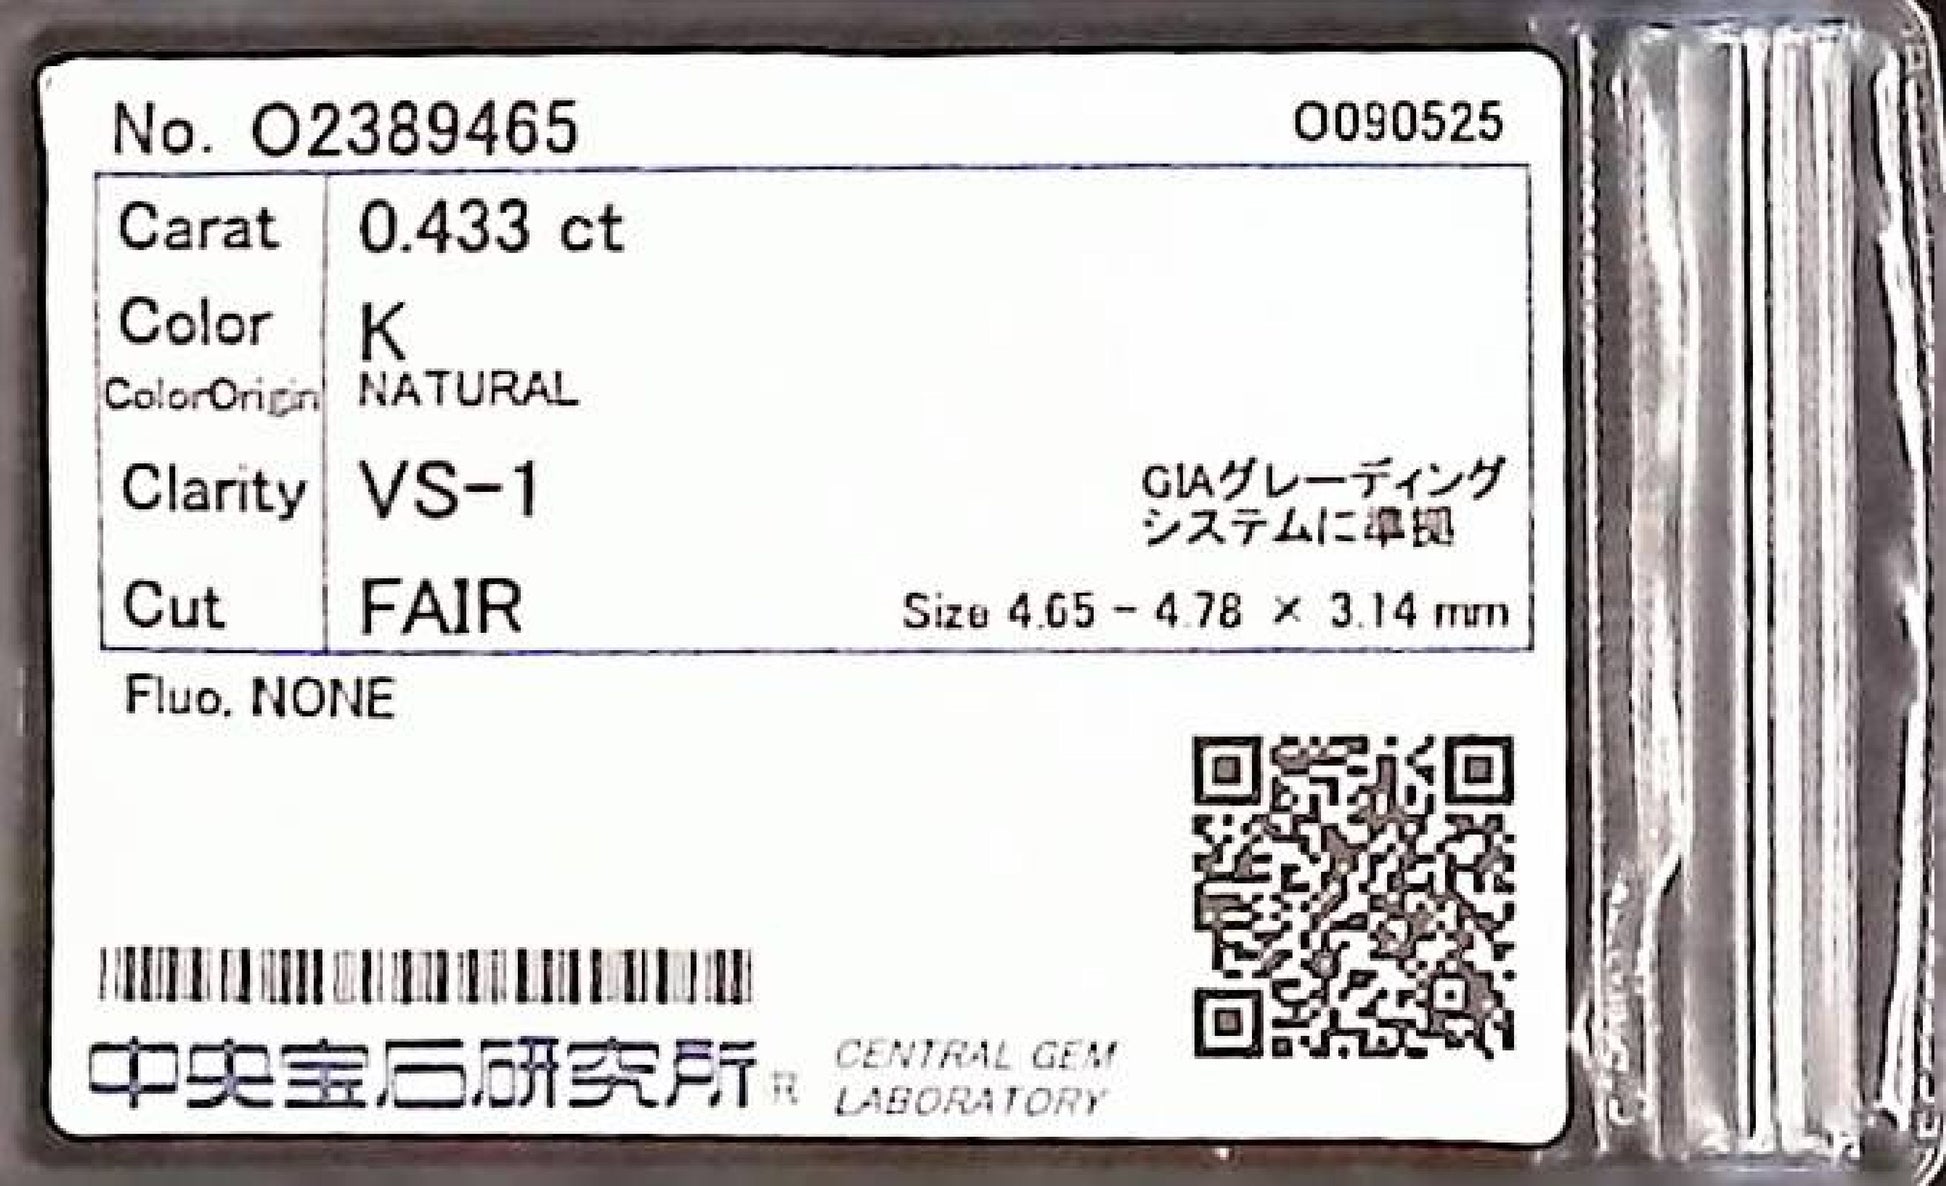 No. O2389465
O090525
Carat 0.433 ct
Color K
ColorOrigin NATURAL
Clarity VS-1
GIAグレーディング
システムに準拠
Cut FAIR
Size 4.65 - 4.78 × 3.14 mm
Fluo. NONE
中央宝石研究所®
CENTRAL GEM
LABORATORY